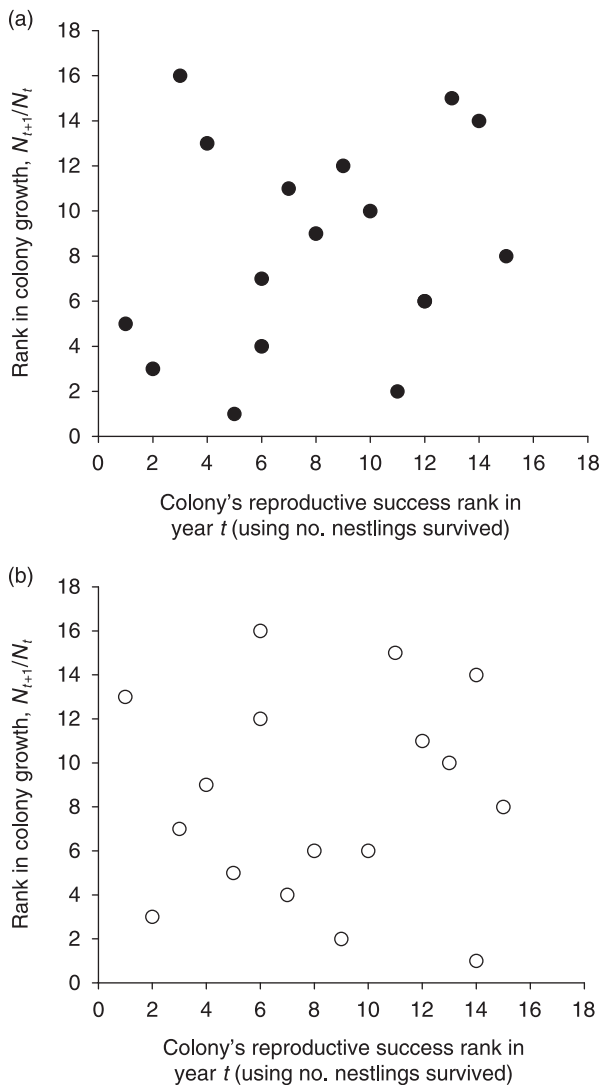 (a)
18
16
14
12
10
8
6
4
2
0
Rank in colony growth, Nt+1/Nt
0 2 4 6 8 10 12 14 16 18
Colony's reproductive success rank in
year t (using no. nestlings survived)
(b)
18
16
14
12
10
8
6
4
2
0
Rank in colony growth, Nt+1/Nt
0 2 4 6 8 10 12 14 16 18
Colony's reproductive success rank in
year t (using no. nestlings survived)